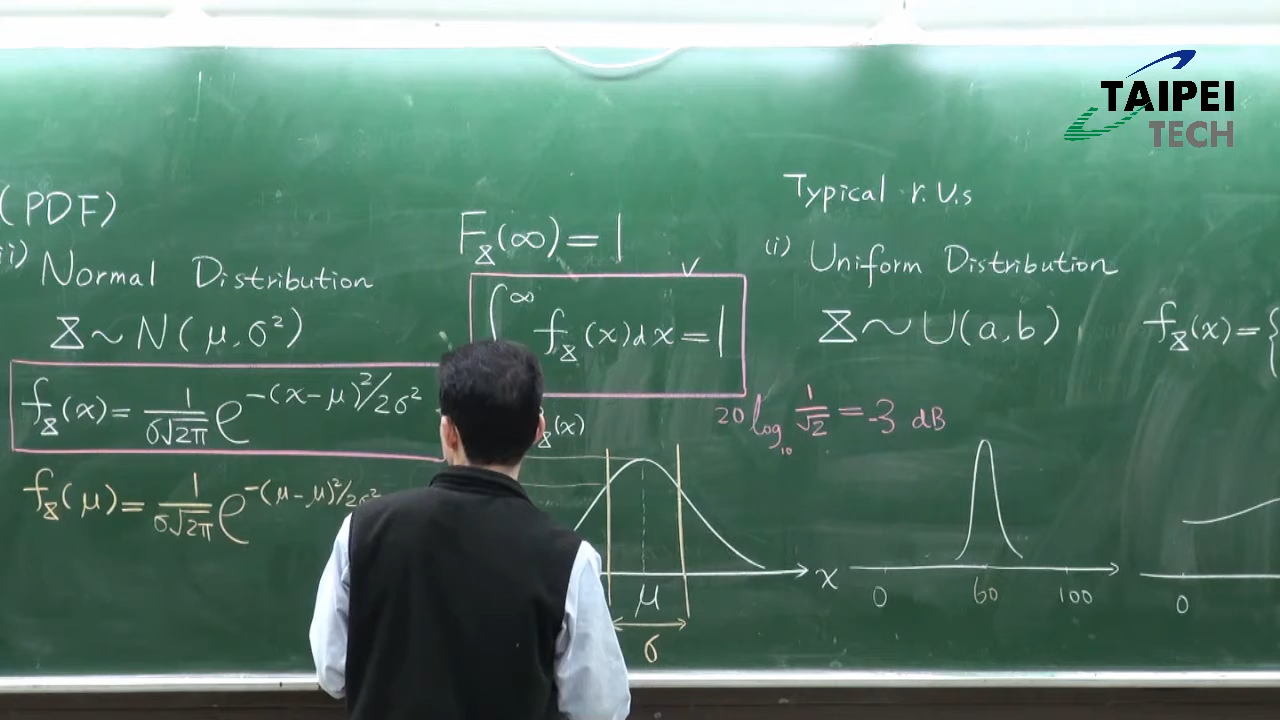 TAIPEI
TECH
(PDF)
ii) Normal Distribution
X ~ N(μ, σ²)
f_X(x) = 1/(σ√2π) e^(-(x-μ)²/2σ²)
f_X(μ) = 1/(σ√2π) e^(-(μ-μ)²/2σ²)
F_X(∞) = 1
∫^∞ f_X(x)dx = 1
X(x)
x
μ
σ
Typical r.v.s
(i) Uniform Distribution
X ~ U(a,b)
f_X(x) = {
20 log₁₀ 1/√2 = -3 dB
0 60 100
0